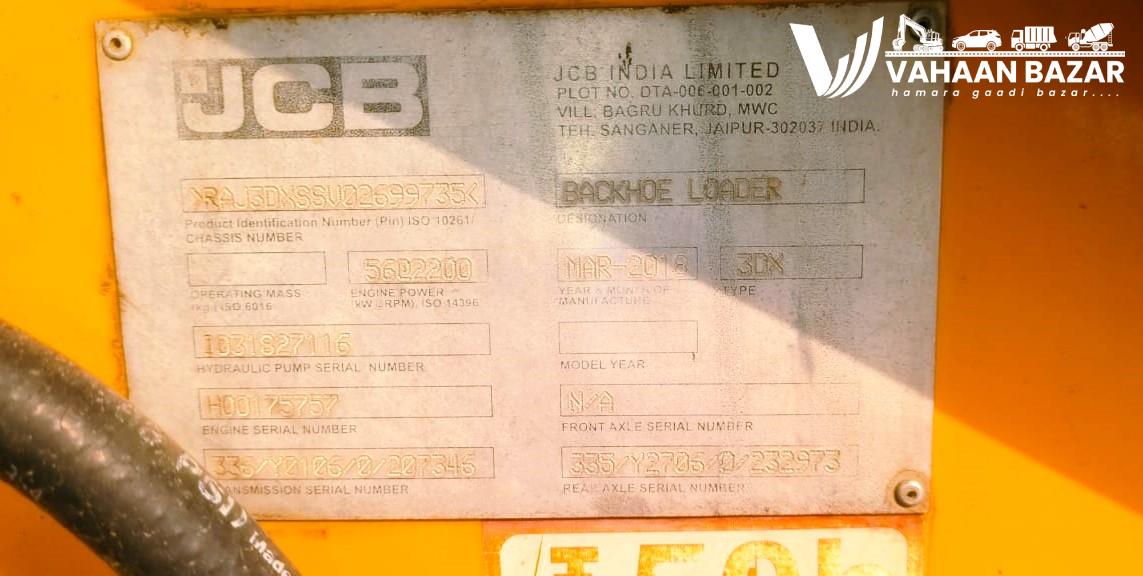 VAHAAN BAZAR
hamara gaadi bazar....
JCB
JCB INDIA LIMITED
PLOT NO. DTA-006-001-002
VILL. BAGRU KHURD, MWC
TEH. SANGANER, JAIPUR-302037 INDIA.
>RAJ3DXSSV02699735<
Product Identification Number (Pin) ISO 10261/
CHASSIS NUMBER
BACKHOE LOADER
DESIGNATION
OPERATING MASS
(kg) ISO 6016
56@2200
ENGINE POWER
(kW @ RPM), ISO 14396
MAR-2018
YEAR & MONTH OF
MANUFACTURE
3DX
TYPE
1031827116
HYDRAULIC PUMP SERIAL NUMBER
MODEL YEAR
H00175757
ENGINE SERIAL NUMBER
N/A
FRONT AXLE SERIAL NUMBER
336/Y0106/0/207346
TRANSMISSION SERIAL NUMBER
335/Y2706/0/232973
REAR AXLE SERIAL NUMBER